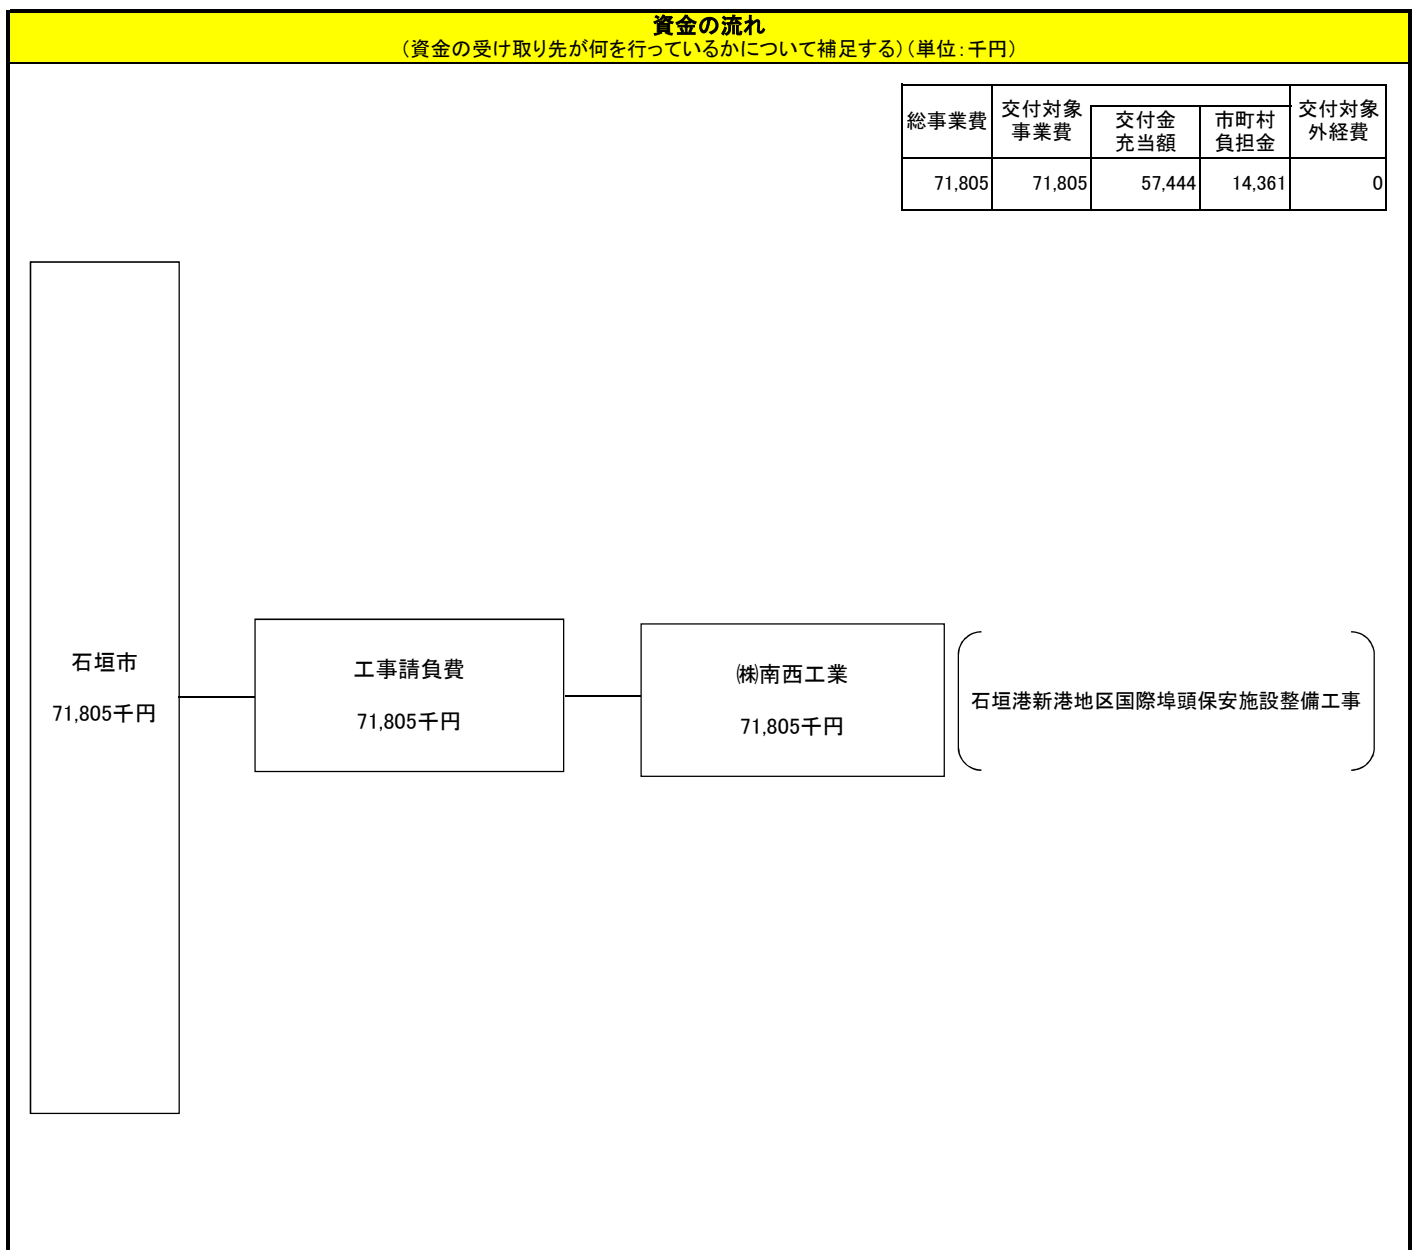 資金の流れ
（資金の受け取り先が何を行っているかについて補足する）（単位：千円）
総事業費 交付対象事業費 交付金充当額 市町村負担金 交付対象外経費
71,805 71,805 57,444 14,361 0
石垣市
71,805千円
工事請負費
71,805千円
㈱南西工業
71,805千円
石垣港新港地区国際埠頭保安施設整備工事